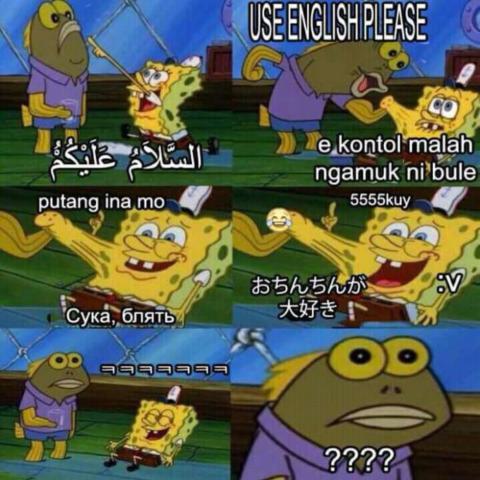 السَّلاَمُ عَلَيْكُمُْ
USE ENGLISH PLEASE
e kontol malah
ngamuk ni bule
putang ina mo
Сука, блять
😂
5555kuy
おちんちんが
大好き
:V
ㅋㅋㅋㅋㅋㅋㅋ
????